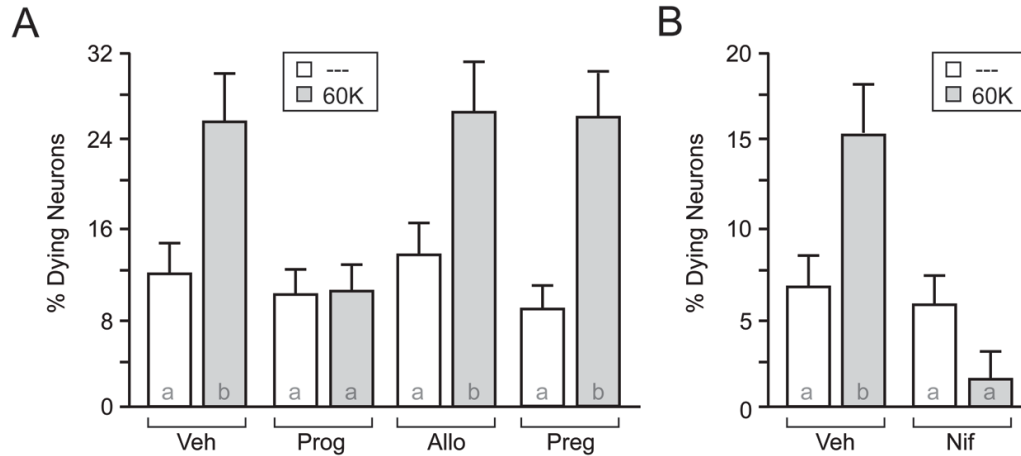 A
% Dying Neurons
32
24
16
8
0
---
60K
a
b
a
a
a
b
a
b
Veh
Prog
Allo
Preg
B
% Dying Neurons
20
15
10
5
0
---
60K
a
b
a
a
Veh
Nif